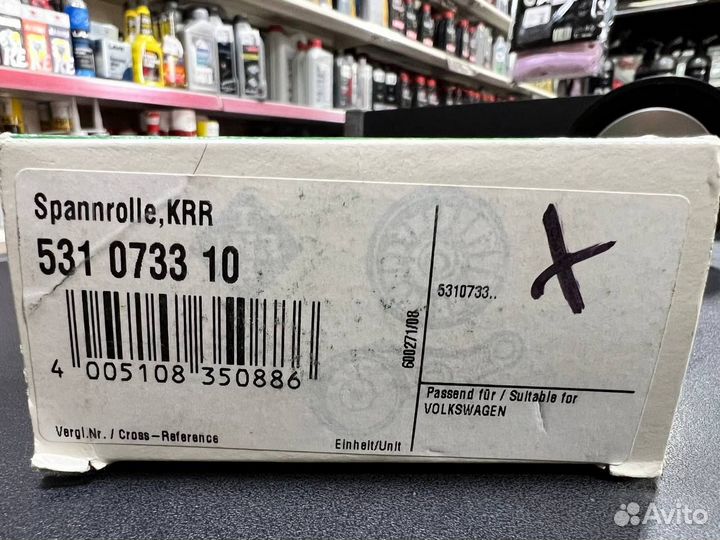 Spannrolle,KRR
531 0733 10
4 005108 350886
Vergl.Nr. / Cross-Reference
Einheit/Unit
600271/08
5310733..
X
Passend für / Suitable for
VOLKSWAGEN
Avito